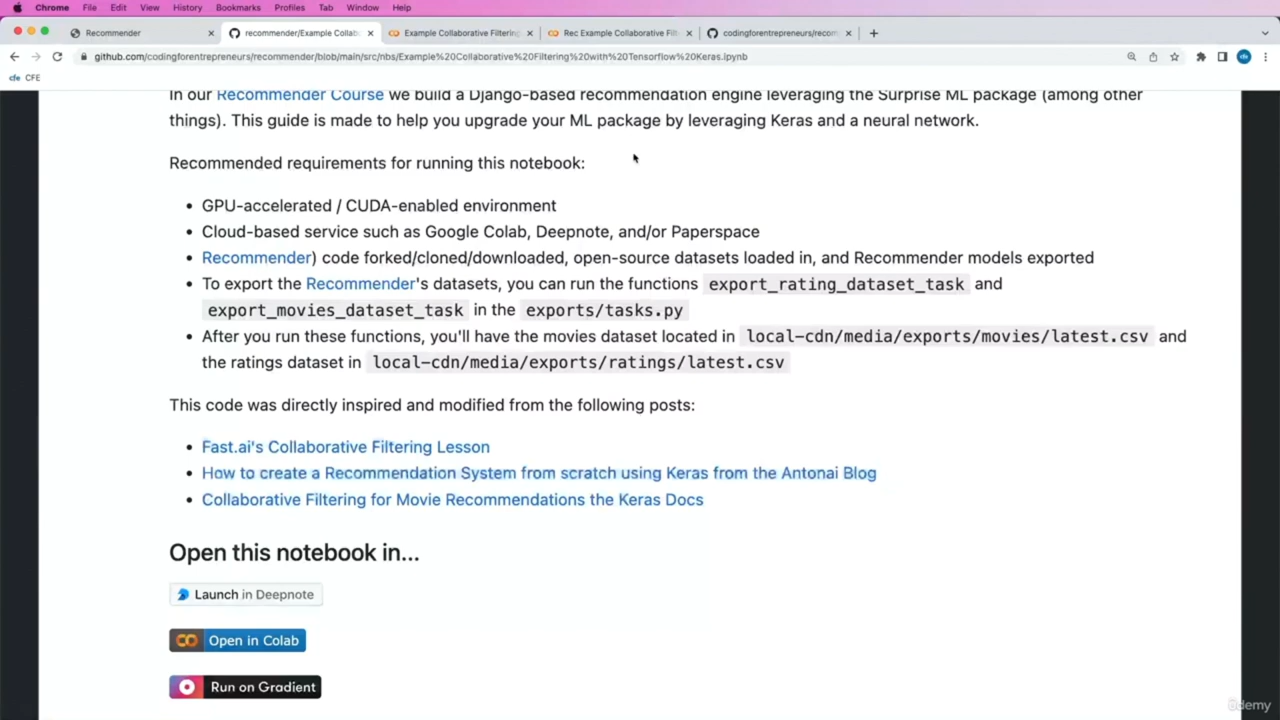 Chrome File Edit View History Bookmarks Profiles Tab Window Help
Recommender recommender/Example Collab Example Collaborative Filtering Rec Example Collaborative Filt codingforentrepreneurs/recom
github.com/codingforentrepreneurs/recommender/blob/main/src/nbs/Example%20Collaborative%20Filtering%20with%20Tensorflow%20Keras.ipynb
cfe CFE
In our Recommender Course we build a Django-based recommendation engine leveraging the Surprise ML package (among other
things). This guide is made to help you upgrade your ML package by leveraging Keras and a neural network.
Recommended requirements for running this notebook:
• GPU-accelerated / CUDA-enabled environment
• Cloud-based service such as Google Colab, Deepnote, and/or Paperspace
• Recommender) code forked/cloned/downloaded, open-source datasets loaded in, and Recommender models exported
• To export the Recommender's datasets, you can run the functions export_rating_dataset_task and
export_movies_dataset_task in the exports/tasks.py
• After you run these functions, you'll have the movies dataset located in local-cdn/media/exports/movies/latest.csv and
the ratings dataset in local-cdn/media/exports/ratings/latest.csv
This code was directly inspired and modified from the following posts:
• Fast.ai's Collaborative Filtering Lesson
• How to create a Recommendation System from scratch using Keras from the Antonai Blog
• Collaborative Filtering for Movie Recommendations the Keras Docs
Open this notebook in...
Launch in Deepnote
Open in Colab
Run on Gradient
ûdemy